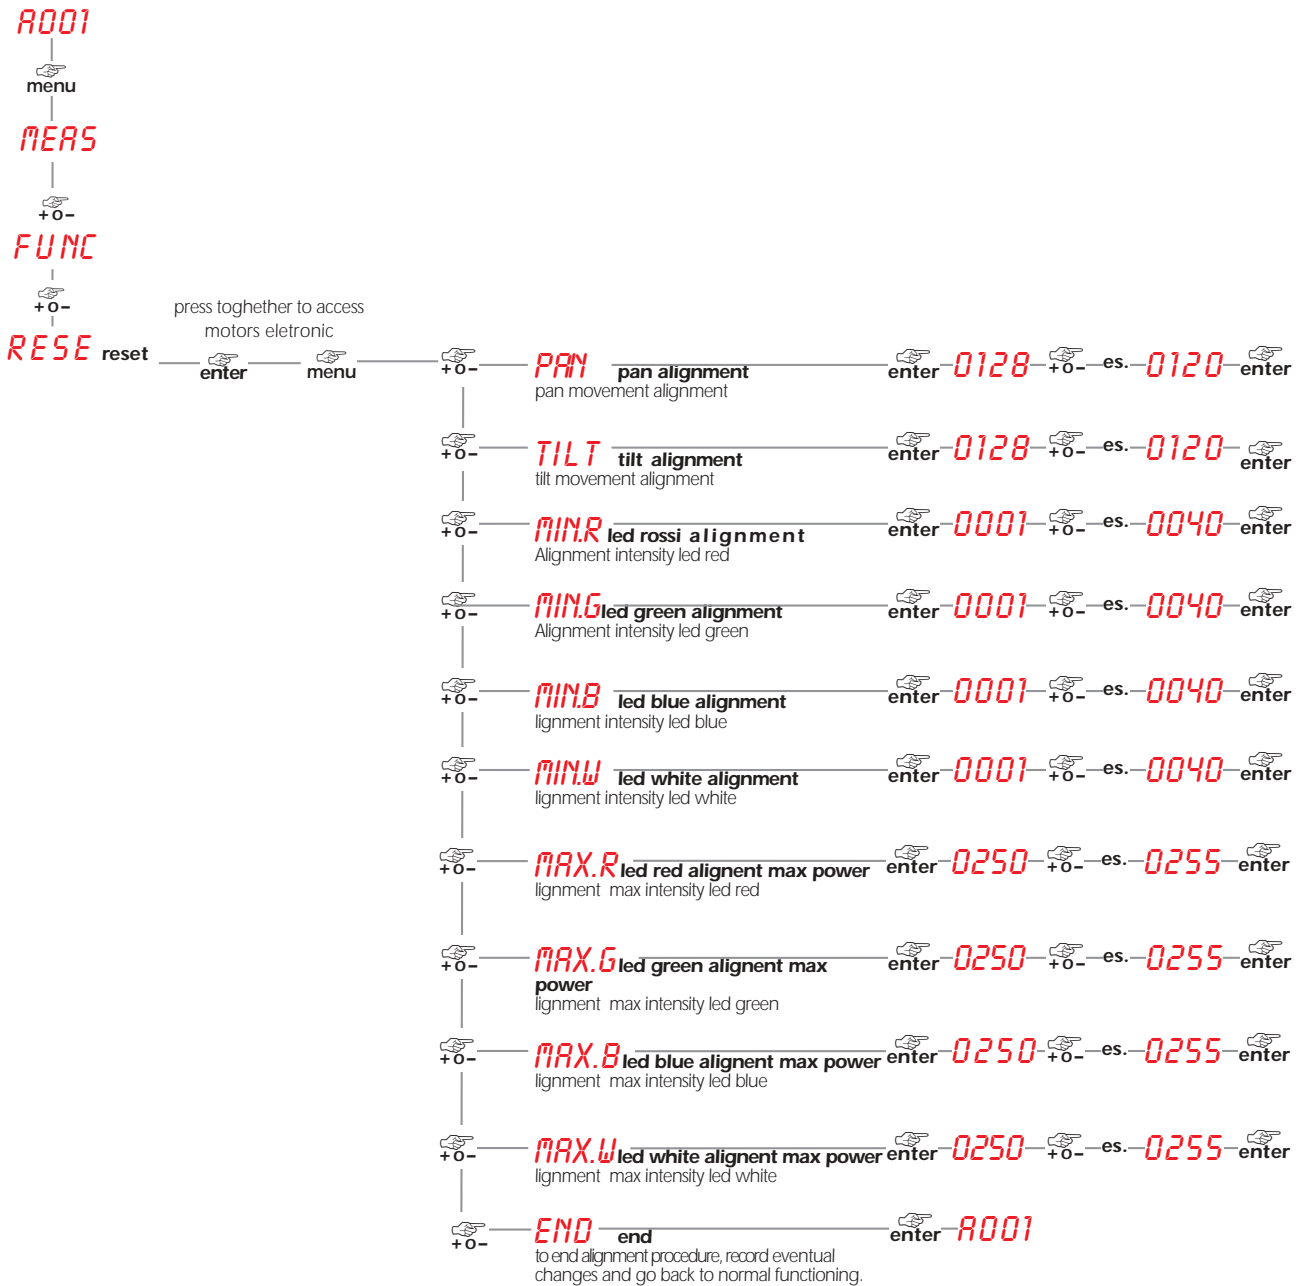 A001
menu
MEAS
+ o -
FUNC
+ o -
press toghether to access
motors eletronic
RESE reset
enter menu
+ o - PAN pan alignment enter 0128 + o - es. 0120 enter
pan movement alignment
+ o - TILT tilt alignment enter 0128 + o - es. 0120 enter
tilt movement alignment
+ o - MIN.R led rossi alignment enter 0001 + o - es. 0040 enter
Alignment intensity led red
+ o - MIN.G led green alignment enter 0001 + o - es. 0040 enter
Alignment intensity led green
+ o - MIN.B led blue alignment enter 0001 + o - es. 0040 enter
lignment intensity led blue
+ o - MIN.W led white alignment enter 0001 + o - es. 0040 enter
lignment intensity led white
+ o - MAX.R led red alignent max power enter 0250 + o - es. 0255 enter
lignment max intensity led red
+ o - MAX.G led green alignent max enter 0250 + o - es. 0255 enter
power
lignment max intensity led green
+ o - MAX.B led blue alignent max power enter 0250 + o - es. 0255 enter
lignment max intensity led blue
+ o - MAX.W led white alignent max power enter 0250 + o - es. 0255 enter
lignment max intensity led white
+ o - END end enter A001
to end alignment procedure, record eventual
changes and go back to normal functioning.